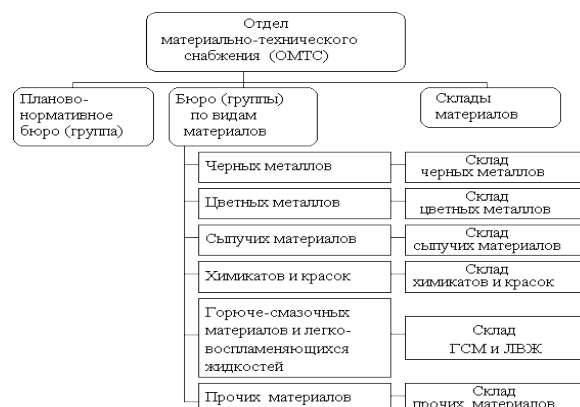 Отдел
материально-технического
снабжения (ОМТС)
Планово-
нормативное
бюро (группа)
Бюро (группы)
по видам
материалов
Склады
материалов
Черных металлов
Склад
черных металлов
Цветных металлов
Склад
цветных металлов
Сыпучих материалов
Склад
сыпучих материалов
Химикатов и красок
Склад
химикатов и красок
Горюче-смазочных
материалов и легко-
воспламеняющихся
жидкостей
Склад
ГСМ и ЛВЖ
Прочих материалов
Склад
прочих материалов